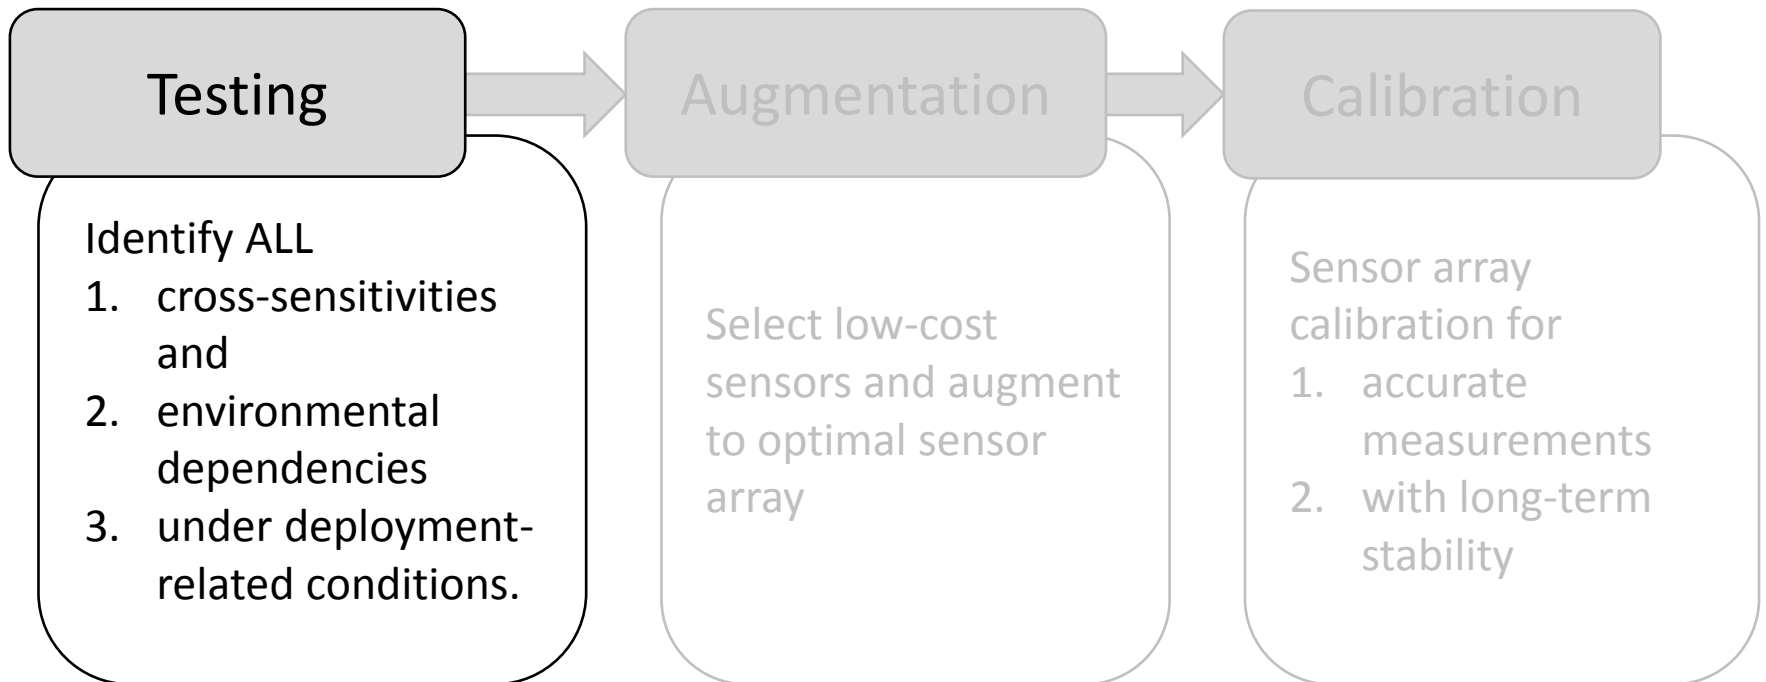 Testing
Identify ALL
1. cross-sensitivities
and
2. environmental
dependencies
3. under deployment-
related conditions.
Augmentation
Select low-cost
sensors and augment
to optimal sensor
array
Calibration
Sensor array
calibration for
1. accurate
measurements
2. with long-term
stability